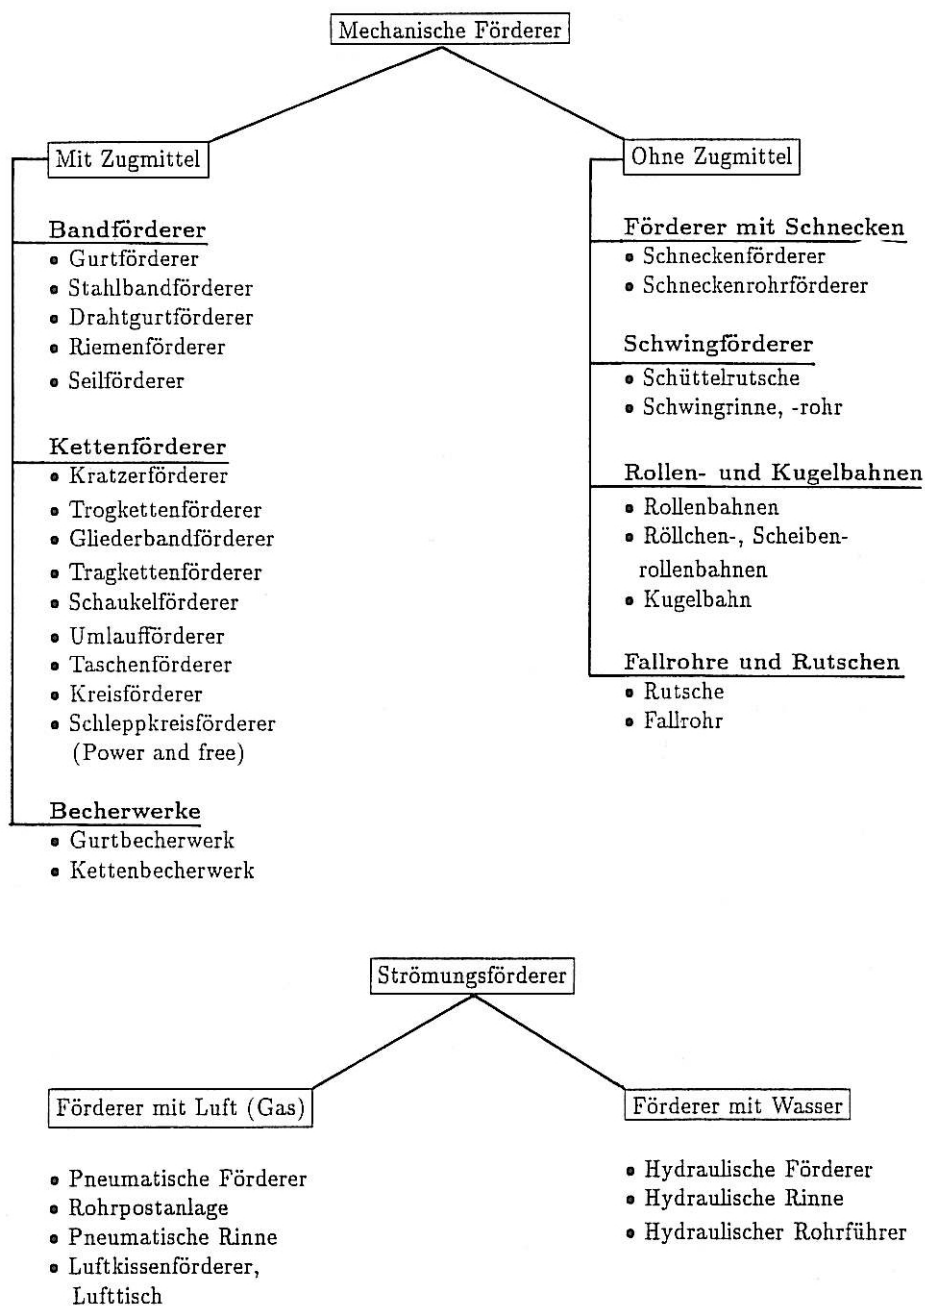 Mechanische Förderer
Mit Zugmittel
Bandförderer
• Gurtförderer
• Stahlbandförderer
• Drahtgurtförderer
• Riemenförderer
• Seilförderer
Kettenförderer
• Kratzerförderer
• Trogkettenförderer
• Gliederbandförderer
• Tragkettenförderer
• Schaukelförderer
• Umlaufförderer
• Taschenförderer
• Kreisförderer
• Schleppkreisförderer
(Power and free)
Becherwerke
• Gurtbecherwerk
• Kettenbecherwerk
Ohne Zugmittel
Förderer mit Schnecken
• Schneckenförderer
• Schneckenrohrförderer
Schwingförderer
• Schüttelrutsche
• Schwingrinne, -rohr
Rollen- und Kugelbahnen
• Rollenbahnen
• Röllchen-, Scheiben-
rollenbahnen
• Kugelbahn
Fallrohre und Rutschen
• Rutsche
• Fallrohr
Strömungsförderer
Förderer mit Luft (Gas)
• Pneumatische Förderer
• Rohrpostanlage
• Pneumatische Rinne
• Luftkissenförderer,
Lufttisch
Förderer mit Wasser
• Hydraulische Förderer
• Hydraulische Rinne
• Hydraulischer Rohrführer